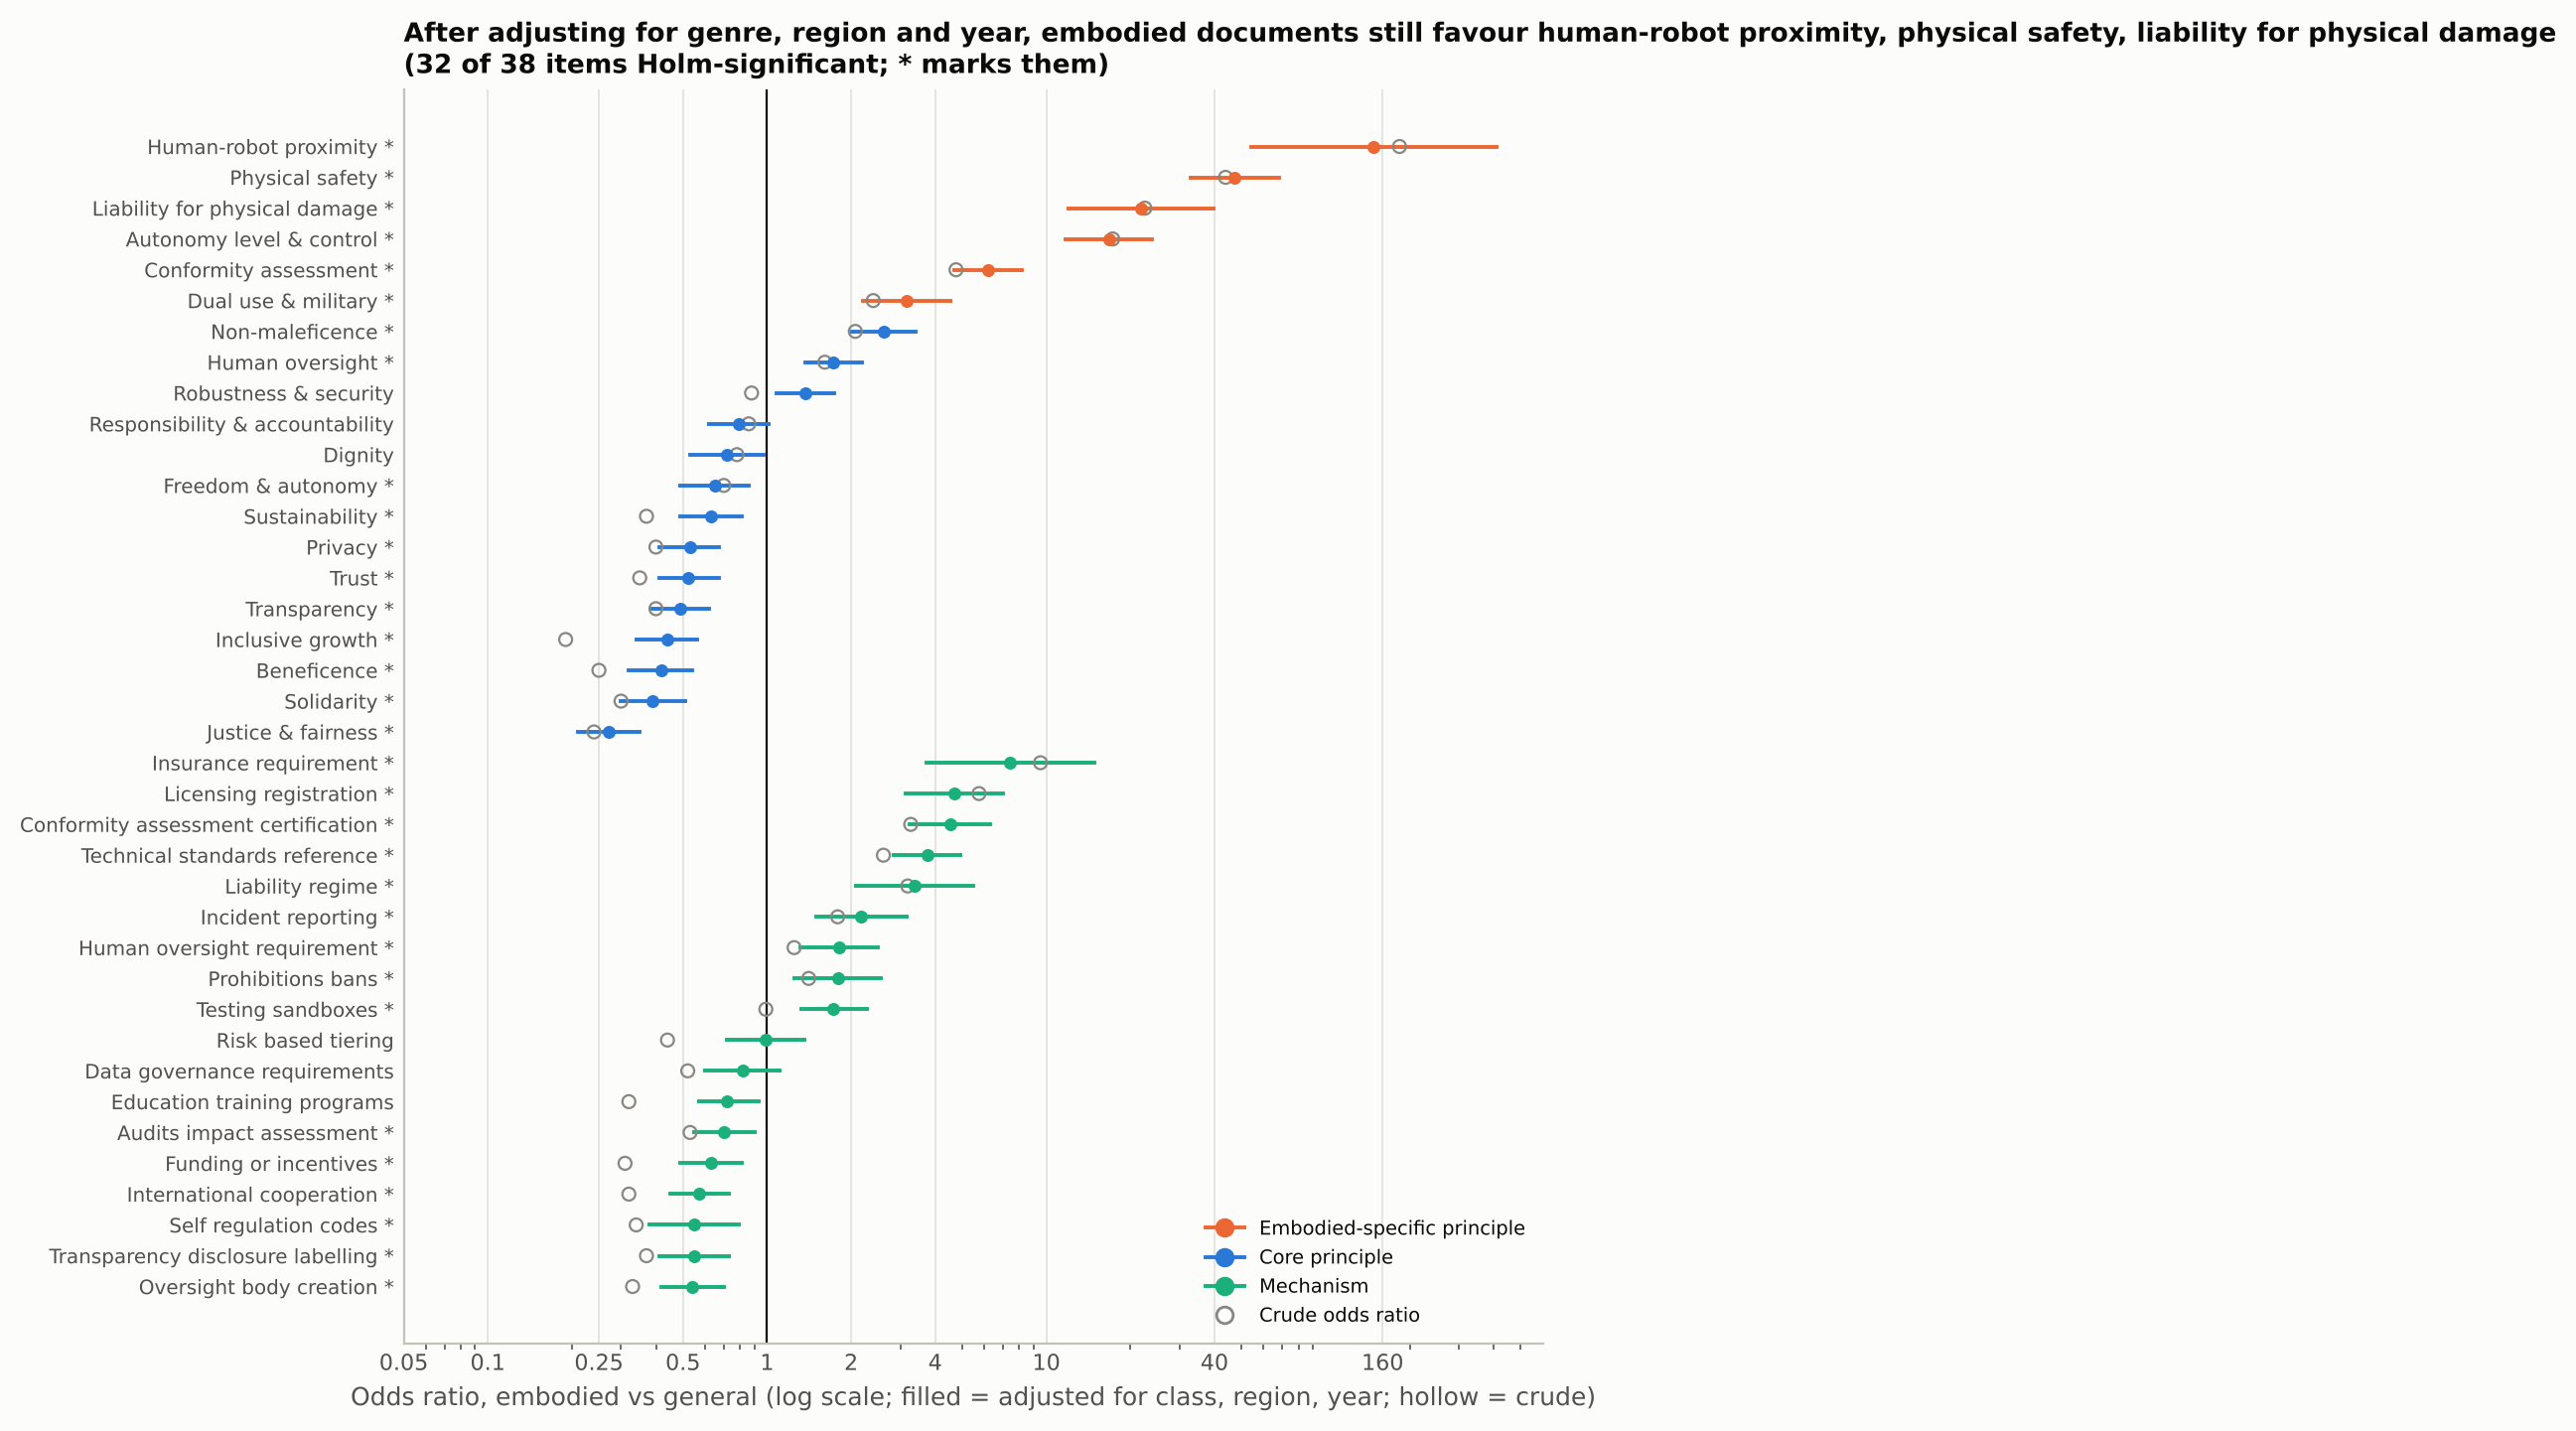 After adjusting for genre, region and year, embodied documents still favour human-robot proximity, physical safety, liability for physical damage
(32 of 38 items Holm-significant; * marks them)
Human-robot proximity *
Physical safety *
Liability for physical damage *
Autonomy level & control *
Conformity assessment *
Dual use & military *
Non-maleficence *
Human oversight *
Robustness & security
Responsibility & accountability
Dignity
Freedom & autonomy *
Sustainability *
Privacy *
Trust *
Transparency *
Inclusive growth *
Beneficence *
Solidarity *
Justice & fairness *
Insurance requirement *
Licensing registration *
Conformity assessment certification *
Technical standards reference *
Liability regime *
Incident reporting *
Human oversight requirement *
Prohibitions bans *
Testing sandboxes *
Risk based tiering
Data governance requirements
Education training programs
Audits impact assessment *
Funding or incentives *
International cooperation *
Self regulation codes *
Transparency disclosure labelling *
Oversight body creation *
Embodied-specific principle
Core principle
Mechanism
Crude odds ratio
0.05 0.1 0.25 0.5 1 2 4 10 40 160
Odds ratio, embodied vs general (log scale; filled = adjusted for class, region, year; hollow = crude)